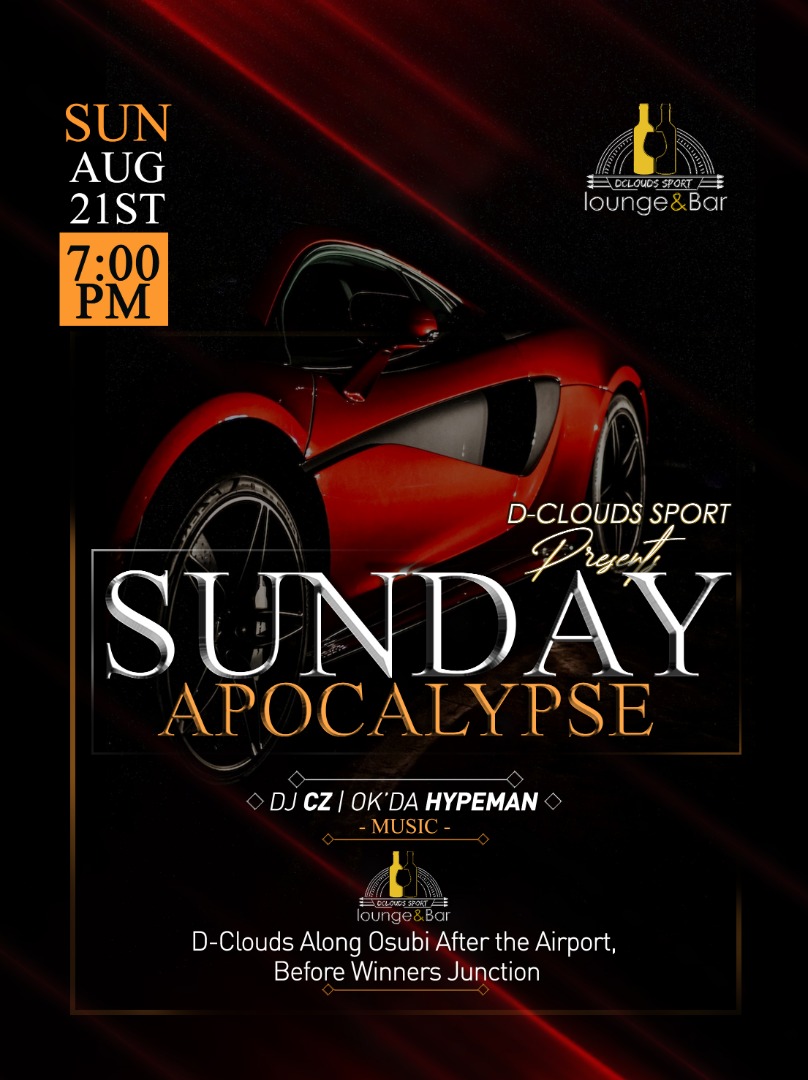 SUN
AUG
21ST
7:00
PM
DCLOUDS SPORT
lounge&Bar
D-CLOUDS SPORT
Presents
SUNDAY
APOCALYPSE
DJ CZ | OK'DA HYPEMAN
- MUSIC -
DCLOUDS SPORT
lounge&Bar
D-Clouds Along Osubi After the Airport,
Before Winners Junction